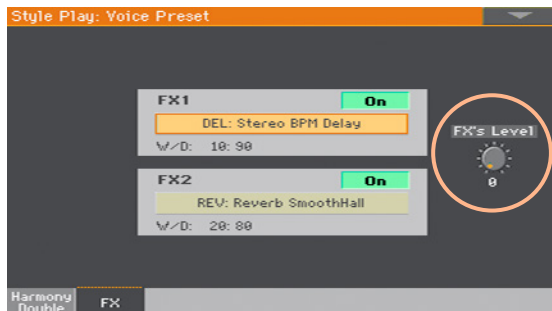 Style Play: Voice Preset
FX1
On
DEL: Stereo BPM Delay
W/D: 10:90
FX's Level
0
FX2
On
REV: Reverb SmoothHall
W/D: 20:80
Harmony
Double
FX